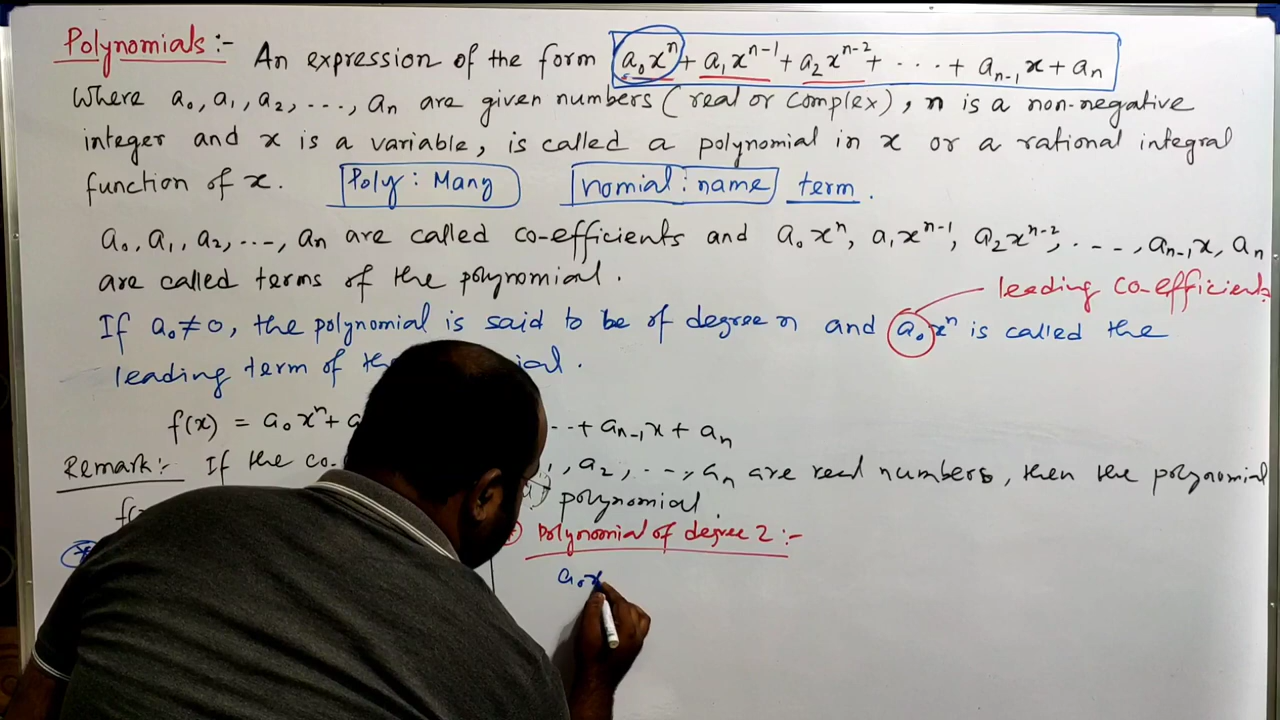 Polynomials :- An expression of the form a₀xⁿ + a₁xⁿ⁻¹ + a₂xⁿ⁻² + . . . + aₙ₋₁x + aₙ
Where a₀, a₁, a₂, ..., aₙ are given numbers (real or complex), n is a non-negative
integer and x is a variable, is called a polynomial in x or a rational integral
function of x. Poly : Many nomial : name term.
a₀, a₁, a₂, ---, aₙ are called co-efficients and a₀xⁿ, a₁xⁿ⁻¹, a₂xⁿ⁻², . - - -, aₙ₋₁x, aₙ
are called terms of the polynomial.
leading co-efficient
If a₀≠0, the polynomial is said to be of degree n and a₀xⁿ is called the
leading term of
f(x) = a₀xⁿ + + aₙ₋₁x + aₙ
Remark :- If the , a₂, ..., aₙ are real numbers, then the polynomial
polynomial.
Polynomial of degree 2 :-
a₀x